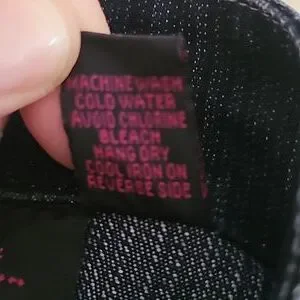 MACHINE WASH
COLD WATER
AVOID CHLORINE
BLEACH
HANG DRY
COOL IRON ON
REVERSE SIDE